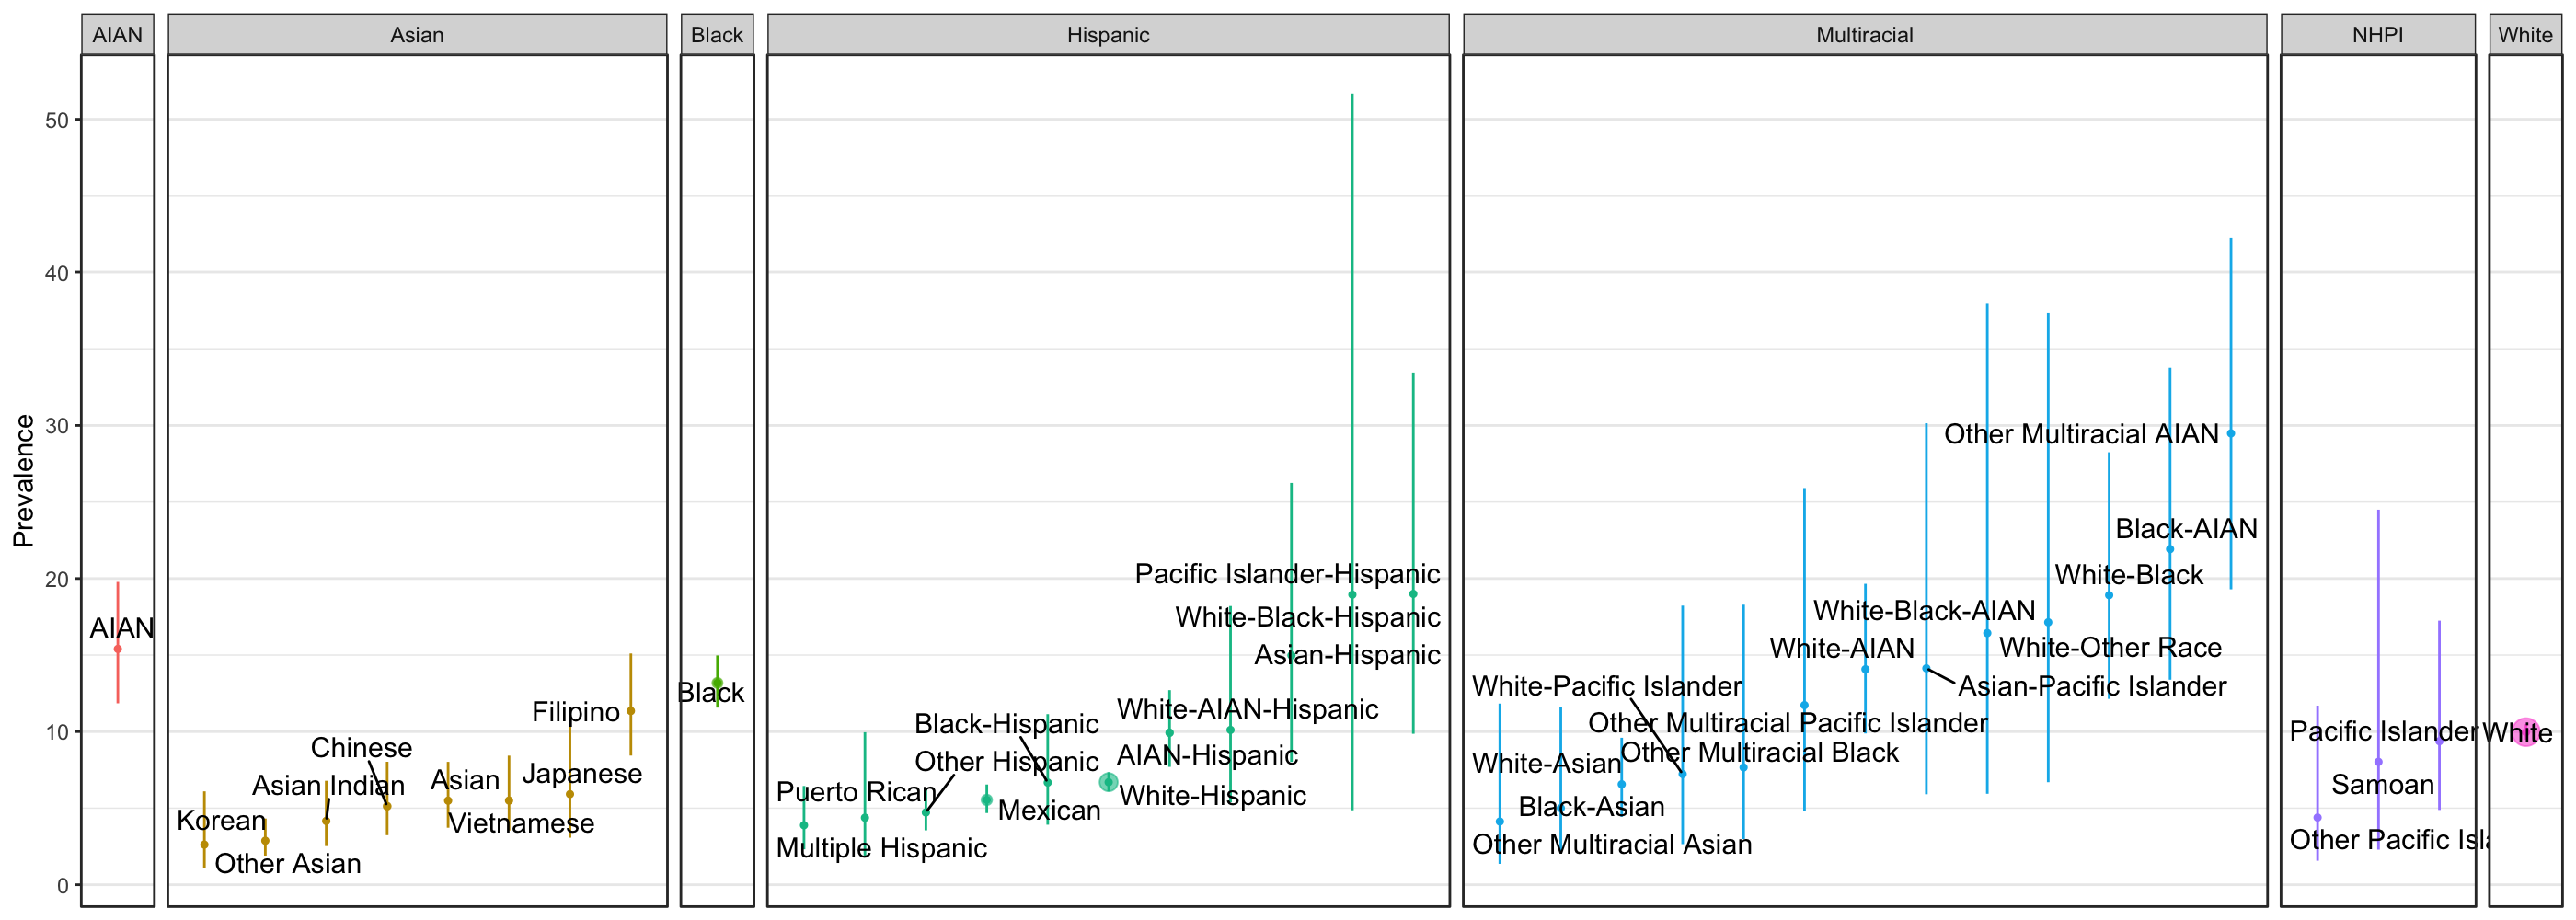 AIAN
Asian
Black
Hispanic
Multiracial
NHPI
White
Prevalence
50
40
30
20
10
0
AIAN
Korean
Other Asian
Asian Indian
Chinese
Asian
Vietnamese
Japanese
Filipino
Black
Puerto Rican
Multiple Hispanic
Other Hispanic
Black-Hispanic
Mexican
White-Hispanic
AIAN-Hispanic
White-AIAN-Hispanic
Asian-Hispanic
White-Black-Hispanic
Pacific Islander-Hispanic
Other Multiracial Asian
Black-Asian
White-Asian
White-Pacific Islander
Other Multiracial Black
Other Multiracial Pacific Islander
White-AIAN
Asian-Pacific Islander
White-Black-AIAN
White-Other Race
White-Black
Black-AIAN
Other Multiracial AIAN
Other Pacific Isla
Samoan
Pacific Islander
White